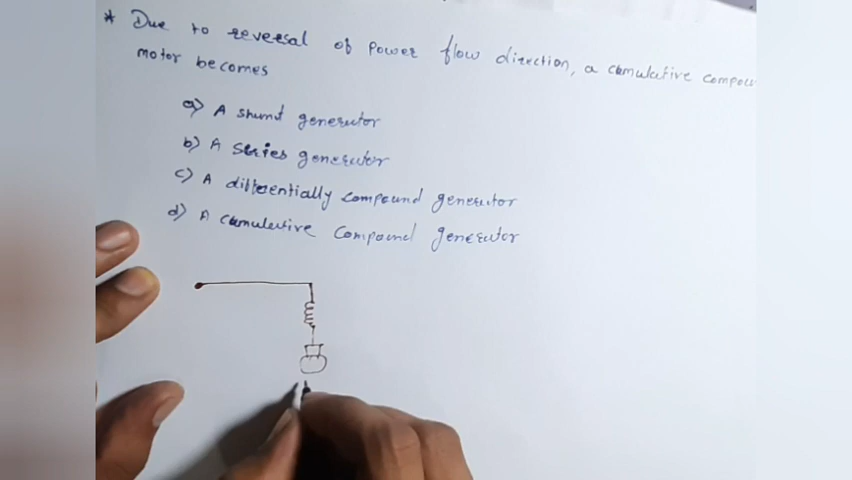 * Due to reversal of Power flow direction, a cumulative compou
motor becomes
a) A shunt generator
b) A series generator
c) A differentially compound generator
d) A cumulative compound generator